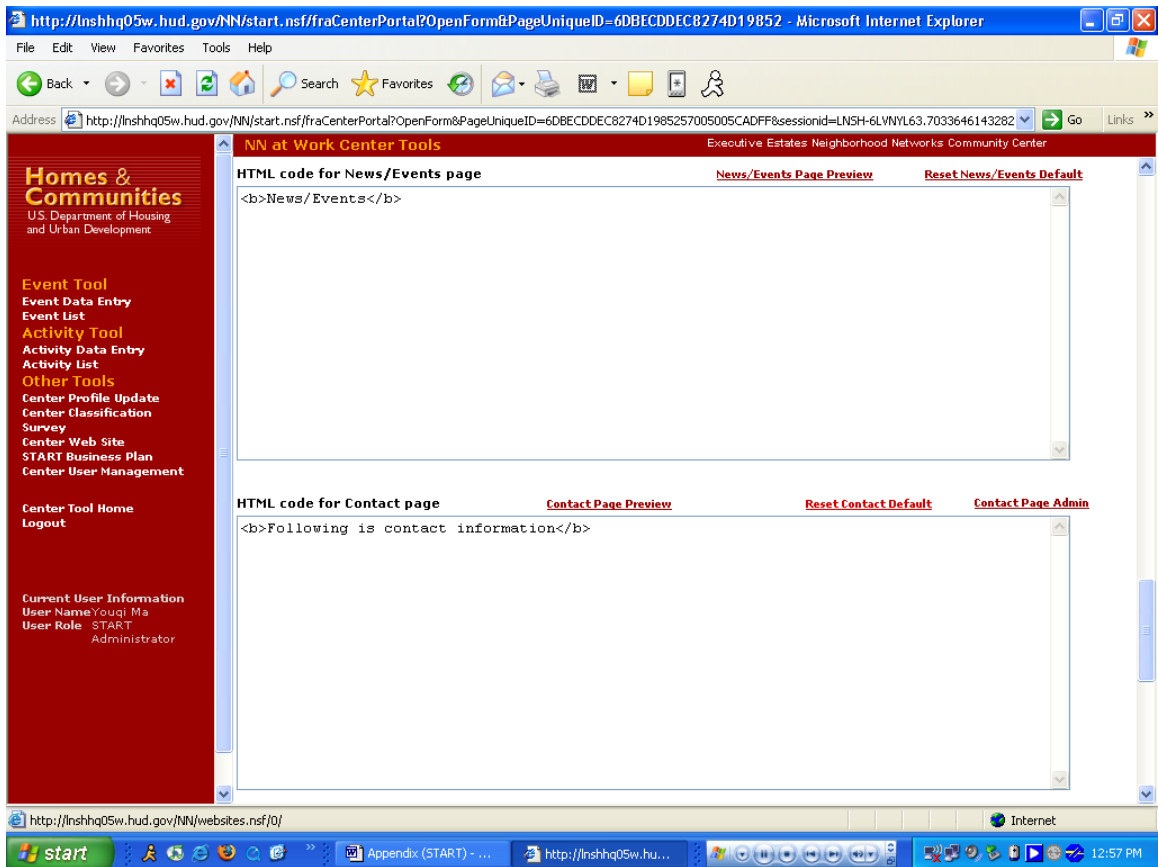 http://lnshhq05w.hud.gov/NN/start.nsf/fraCenterPortal?OpenForm&PageUniqueID=6DBECDDEC8274D19852 - Microsoft Internet Explorer
File Edit View Favorites Tools Help
Back Search Favorites
Address http://lnshhq05w.hud.gov/NN/start.nsf/fraCenterPortal?OpenForm&PageUniqueID=6DBECDDEC8274D1985257005005CADFF&sessionid=LNSH-6LVNYL63.7033646143282 Go Links »
NN at Work Center Tools Executive Estates Neighborhood Networks Community Center
Homes &
Communities
U.S. Department of Housing
and Urban Development
Event Tool
Event Data Entry
Event List
Activity Tool
Activity Data Entry
Activity List
Other Tools
Center Profile Update
Center Classification
Survey
Center Web Site
START Business Plan
Center User Management
Center Tool Home
Logout
Current User Information
User Name Youqi Ma
User Role START
Administrator
HTML code for News/Events page News/Events Page Preview Reset News/Events Default
<b>News/Events</b>
HTML code for Contact page Contact Page Preview Reset Contact Default Contact Page Admin
<b>Following is contact information</b>
http://lnshhq05w.hud.gov/NN/websites.nsf/0/ Internet
start » Appendix (START) - ... http://lnshhq05w.hu... 12:57 PM